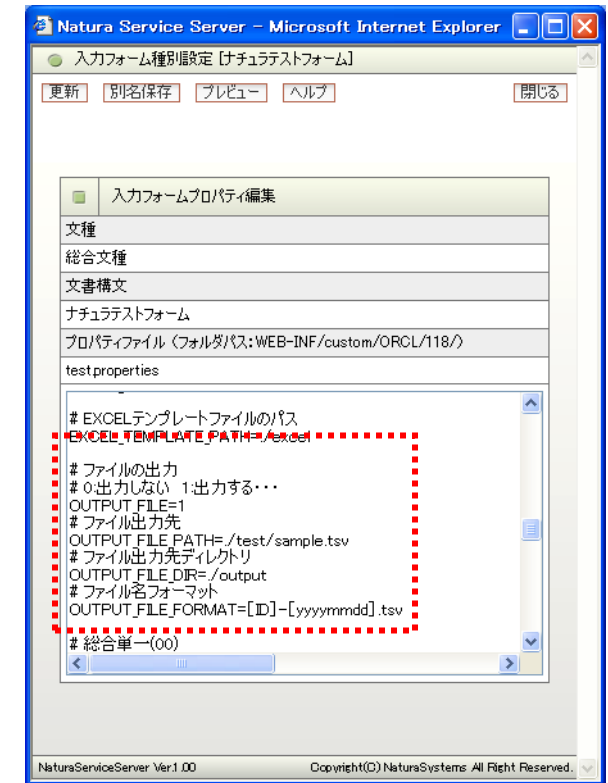 Natura Service Server - Microsoft Internet Explorer
入力フォーム種別設定 [ナチュラテストフォーム]
更新 別名保存 プレビュー ヘルプ 閉じる
入力フォームプロパティ編集
文種
総合文種
文書構文
ナチュラテストフォーム
プロパティファイル (フォルダパス:WEB-INF/custom/ORCL/118/)
test.properties
# EXCELテンプレートファイルのパス
EXCEL_TEMPLATE_PATH=./excel
# ファイルの出力
# 0:出力しない 1:出力する・・・
OUTPUT_FILE=1
# ファイル出力先
OUTPUT_FILE_PATH=./test/sample.tsv
# ファイル出力先ディレクトリ
OUTPUT_FILE_DIR=./output
# ファイル名フォーマット
OUTPUT_FILE_FORMAT=[ID]-[yyyymmdd].tsv
# 総合単一(00)
NaturaServiceServer Ver.1.00 Copyright(C) NaturaSystems All Right Reserved.